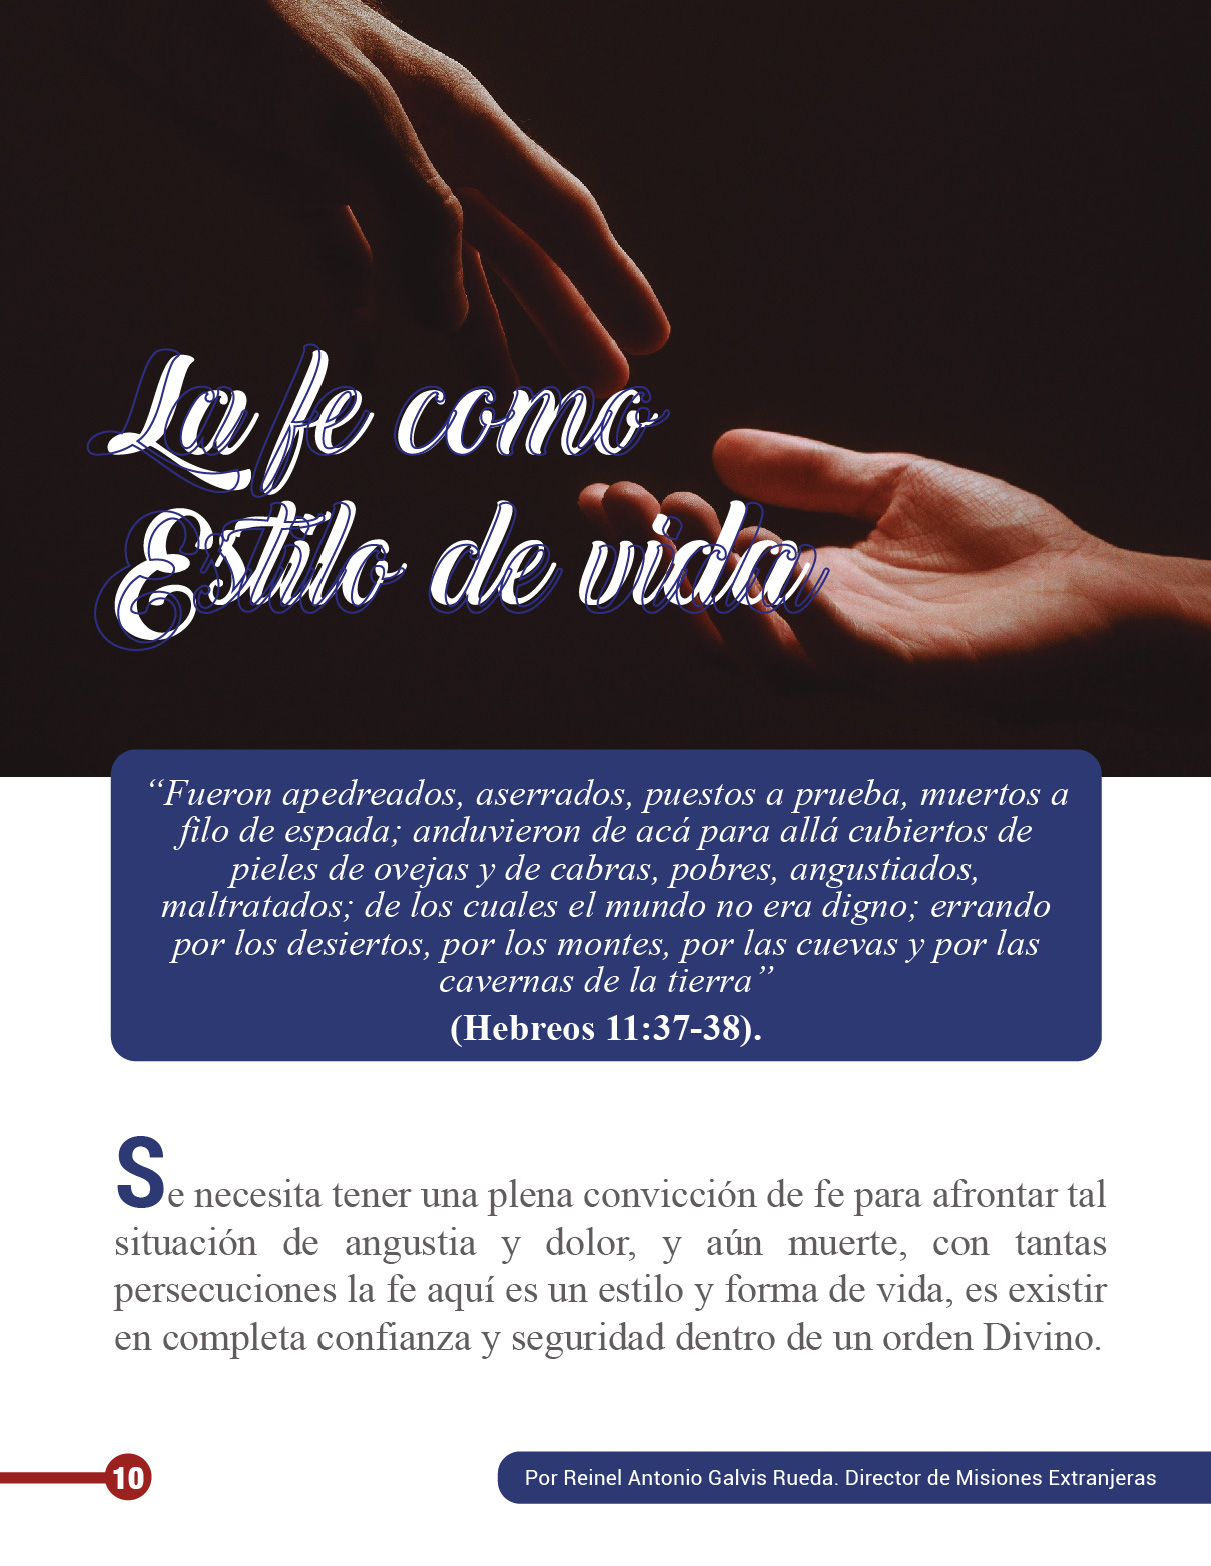 La fe como
Estilo de vida
“Fueron apedreados, aserrados, puestos a prueba, muertos a
filo de espada; anduvieron de acá para allá cubiertos de
pieles de ovejas y de cabras, pobres, angustiados,
maltratados; de los cuales el mundo no era digno; errando
por los desiertos, por los montes, por las cuevas y por las
cavernas de la tierra”
(Hebreos 11:37-38).
Se necesita tener una plena convicción de fe para afrontar tal
situación de angustia y dolor, y aún muerte, con tantas
persecuciones la fe aquí es un estilo y forma de vida, es existir
en completa confianza y seguridad dentro de un orden Divino.
10
Por Reinel Antonio Galvis Rueda. Director de Misiones Extranjeras